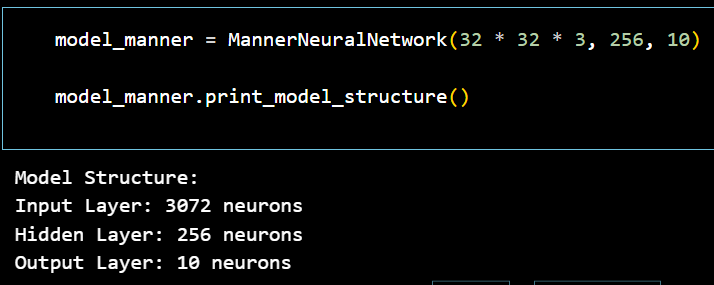 model_manner = MannerNeuralNetwork(32 * 32 * 3, 256, 10)
model_manner.print_model_structure()
Model Structure:
Input Layer: 3072 neurons
Hidden Layer: 256 neurons
Output Layer: 10 neurons